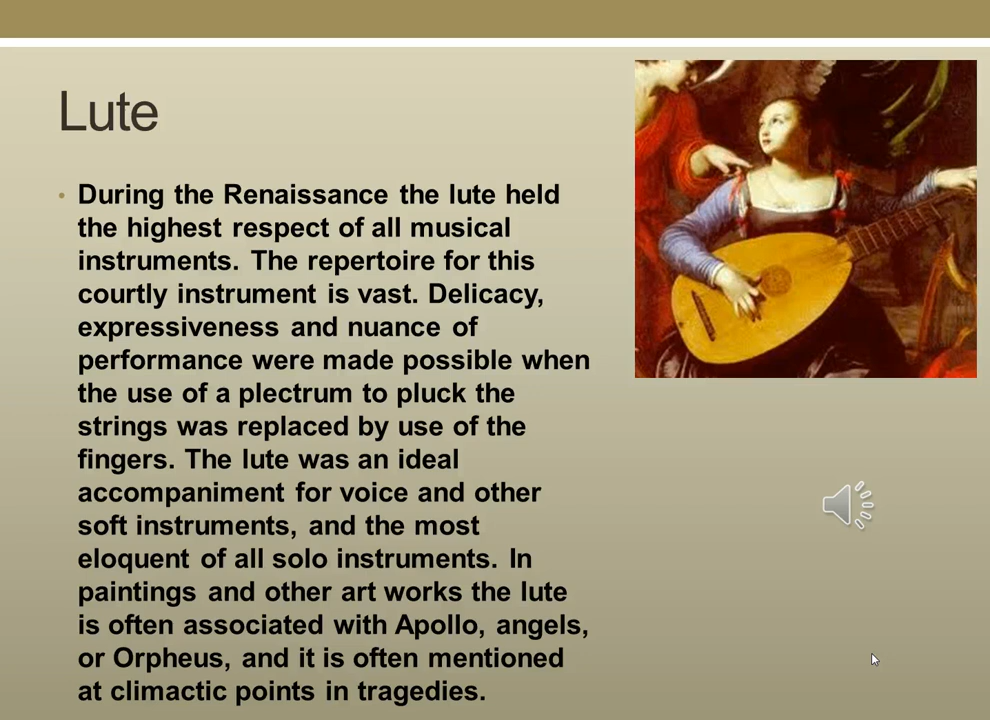 Lute
• During the Renaissance the lute held
the highest respect of all musical
instruments. The repertoire for this
courtly instrument is vast. Delicacy,
expressiveness and nuance of
performance were made possible when
the use of a plectrum to pluck the
strings was replaced by use of the
fingers. The lute was an ideal
accompaniment for voice and other
soft instruments, and the most
eloquent of all solo instruments. In
paintings and other art works the lute
is often associated with Apollo, angels,
or Orpheus, and it is often mentioned
at climactic points in tragedies.